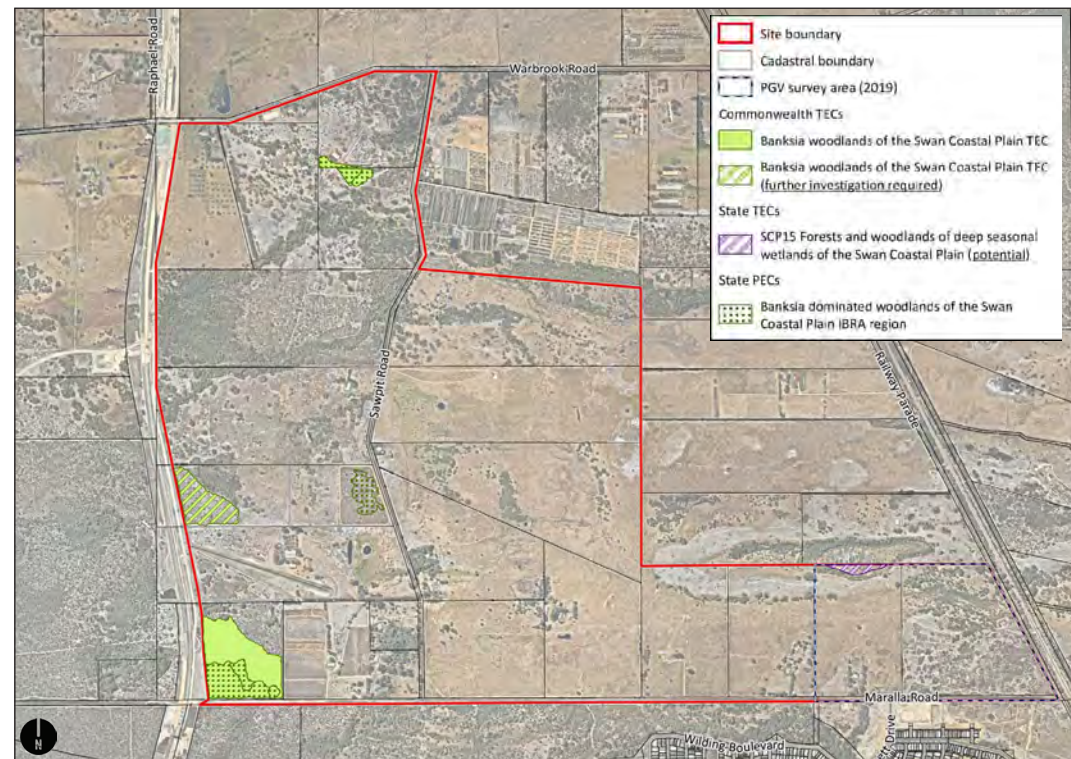 Raphael Road
Warbrook Road
Sawpit Road
Railway Parade
Maralla Road
Wilding Boulevard
Drive
N
Site boundary
Cadastral boundary
PGV survey area (2019)
Commonwealth TECs
Banksia woodlands of the Swan Coastal Plain TEC
Banksia woodlands of the Swan Coastal Plain TEC
(further investigation required)
State TECs
SCP15 Forests and woodlands of deep seasonal
wetlands of the Swan Coastal Plain (potential)
State PECs
Banksia dominated woodlands of the Swan
Coastal Plain IBRA region